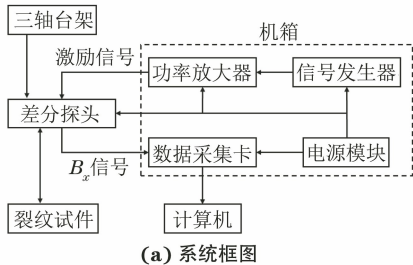 三轴台架
机箱
激励信号
功率放大器
信号发生器
差分探头
Bx信号
数据采集卡
电源模块
裂纹试件
计算机
(a) 系统框图